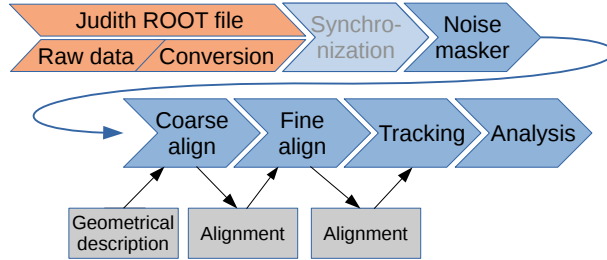 Judith ROOT file
Raw data
Conversion
Synchro-
nization
Noise
masker
Coarse
align
Fine
align
Tracking
Analysis
Geometrical
description
Alignment
Alignment